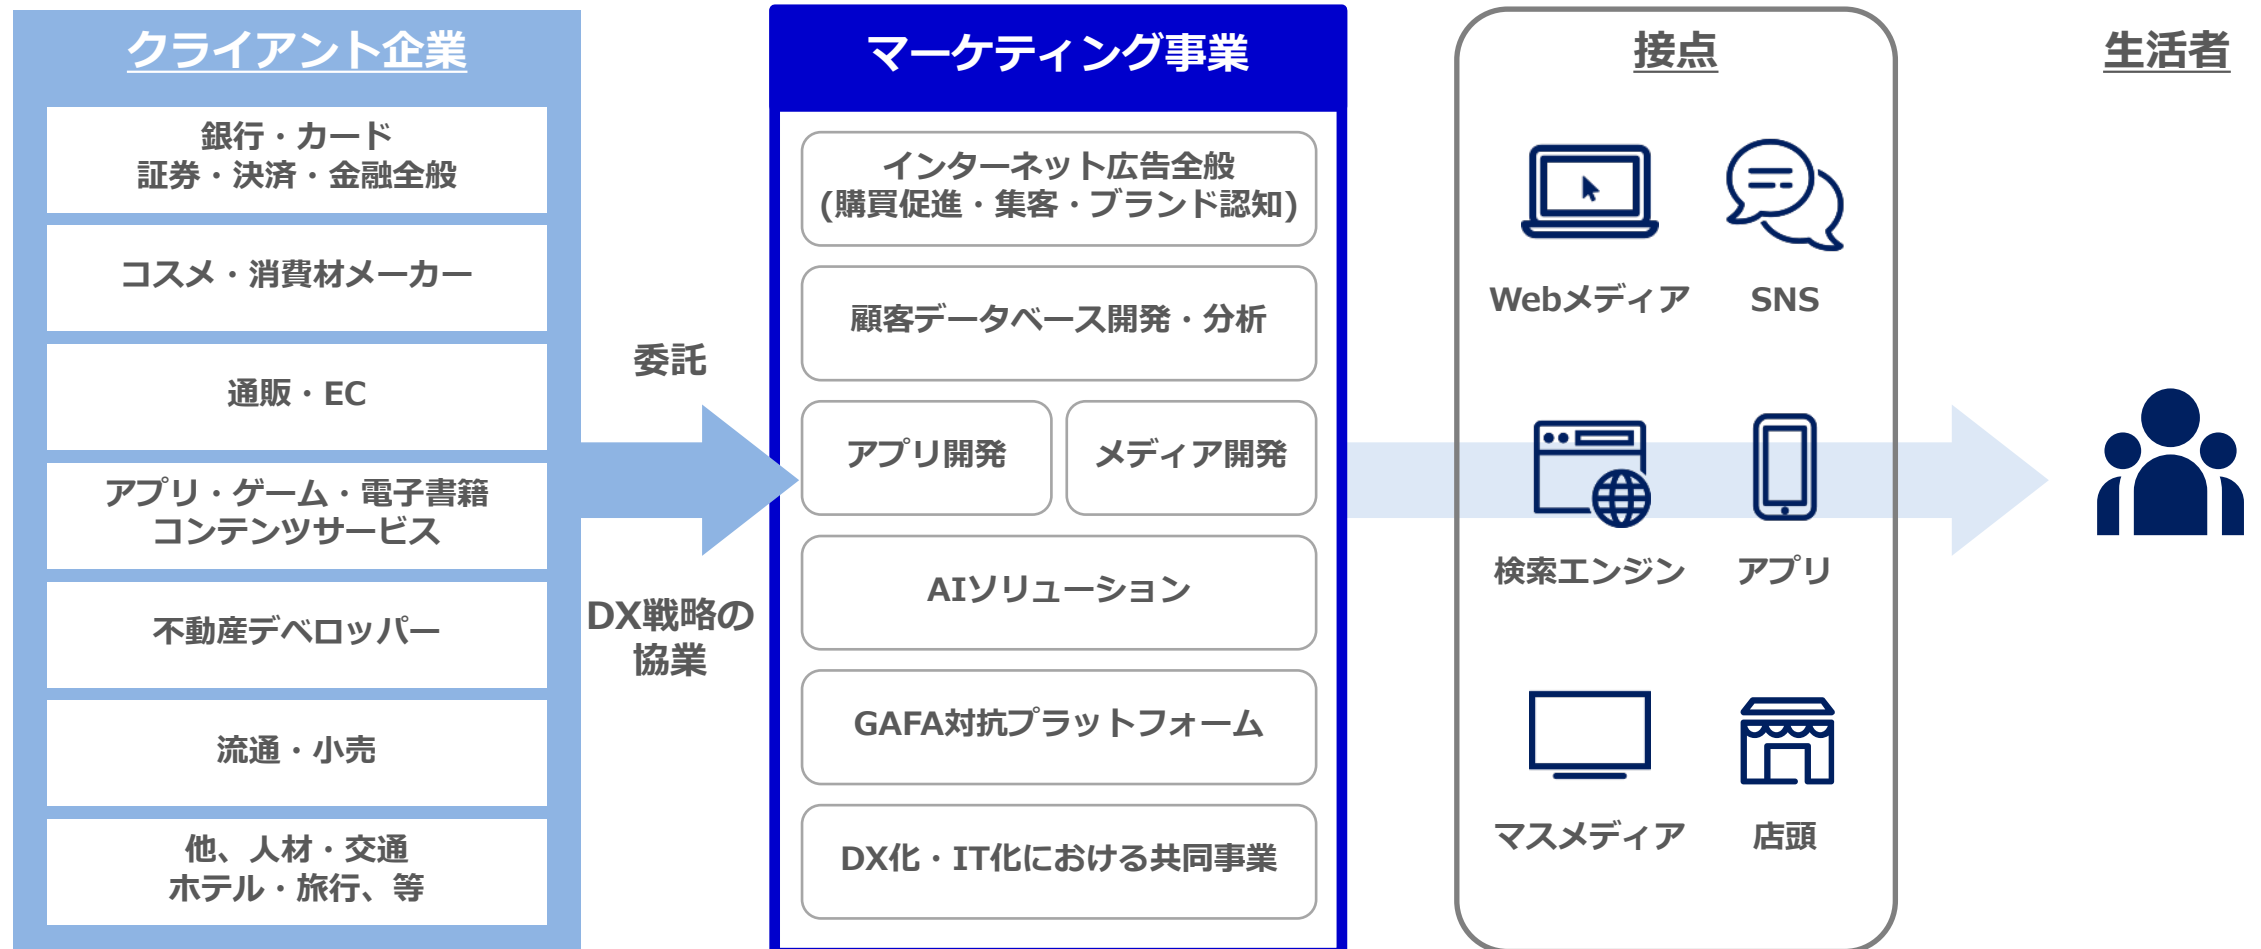 クライアント企業
銀行・カード
証券・決済・金融全般
コスメ・消費材メーカー
通販・EC
アプリ・ゲーム・電子書籍
コンテンツサービス
不動産デベロッパー
流通・小売
他、人材・交通
ホテル・旅行、等
委託
DX戦略の
協業
マーケティング事業
インターネット広告全般
(購買促進・集客・ブランド認知)
顧客データベース開発・分析
アプリ開発
メディア開発
AIソリューション
GAFA対抗プラットフォーム
DX化・IT化における共同事業
接点
Webメディア
SNS
検索エンジン
アプリ
マスメディア
店頭
生活者